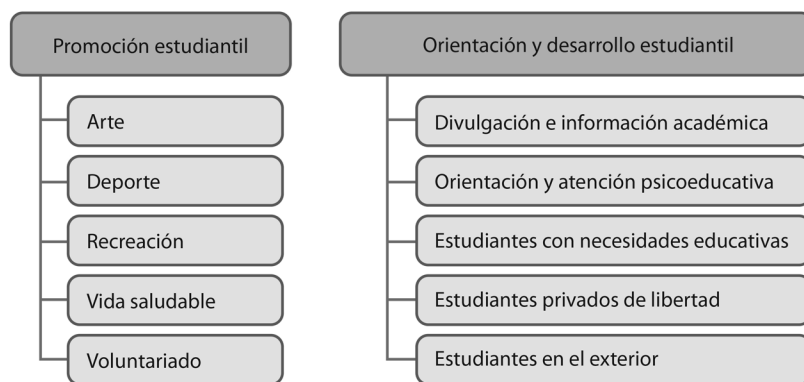 Promoción estudiantil
Arte
Deporte
Recreación
Vida saludable
Voluntariado
Orientación y desarrollo estudiantil
Divulgación e información académica
Orientación y atención psicoeducativa
Estudiantes con necesidades educativas
Estudiantes privados de libertad
Estudiantes en el exterior